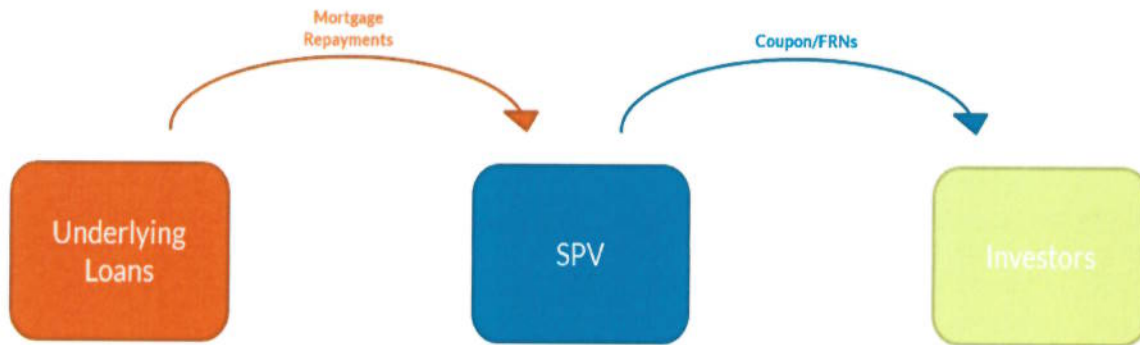 Mortgage
Repayments
Coupon/FRNs
Underlying
Loans
SPV
Investors